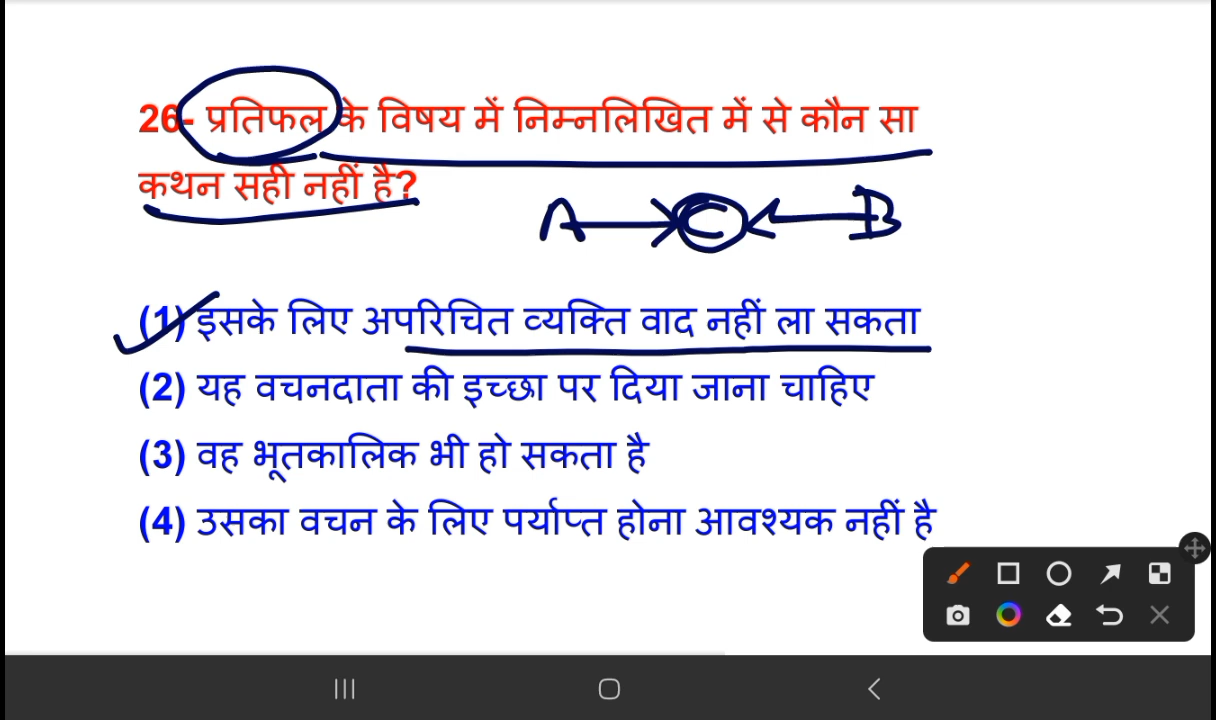 26- प्रतिफल के विषय में निम्नलिखित में से कौन सा
कथन सही नहीं है?
A C B
(1) इसके लिए अपरिचित व्यक्ति वाद नहीं ला सकता
(2) यह वचनदाता की इच्छा पर दिया जाना चाहिए
(3) वह भूतकालिक भी हो सकता है
(4) उसका वचन के लिए पर्याप्त होना आवश्यक नहीं है